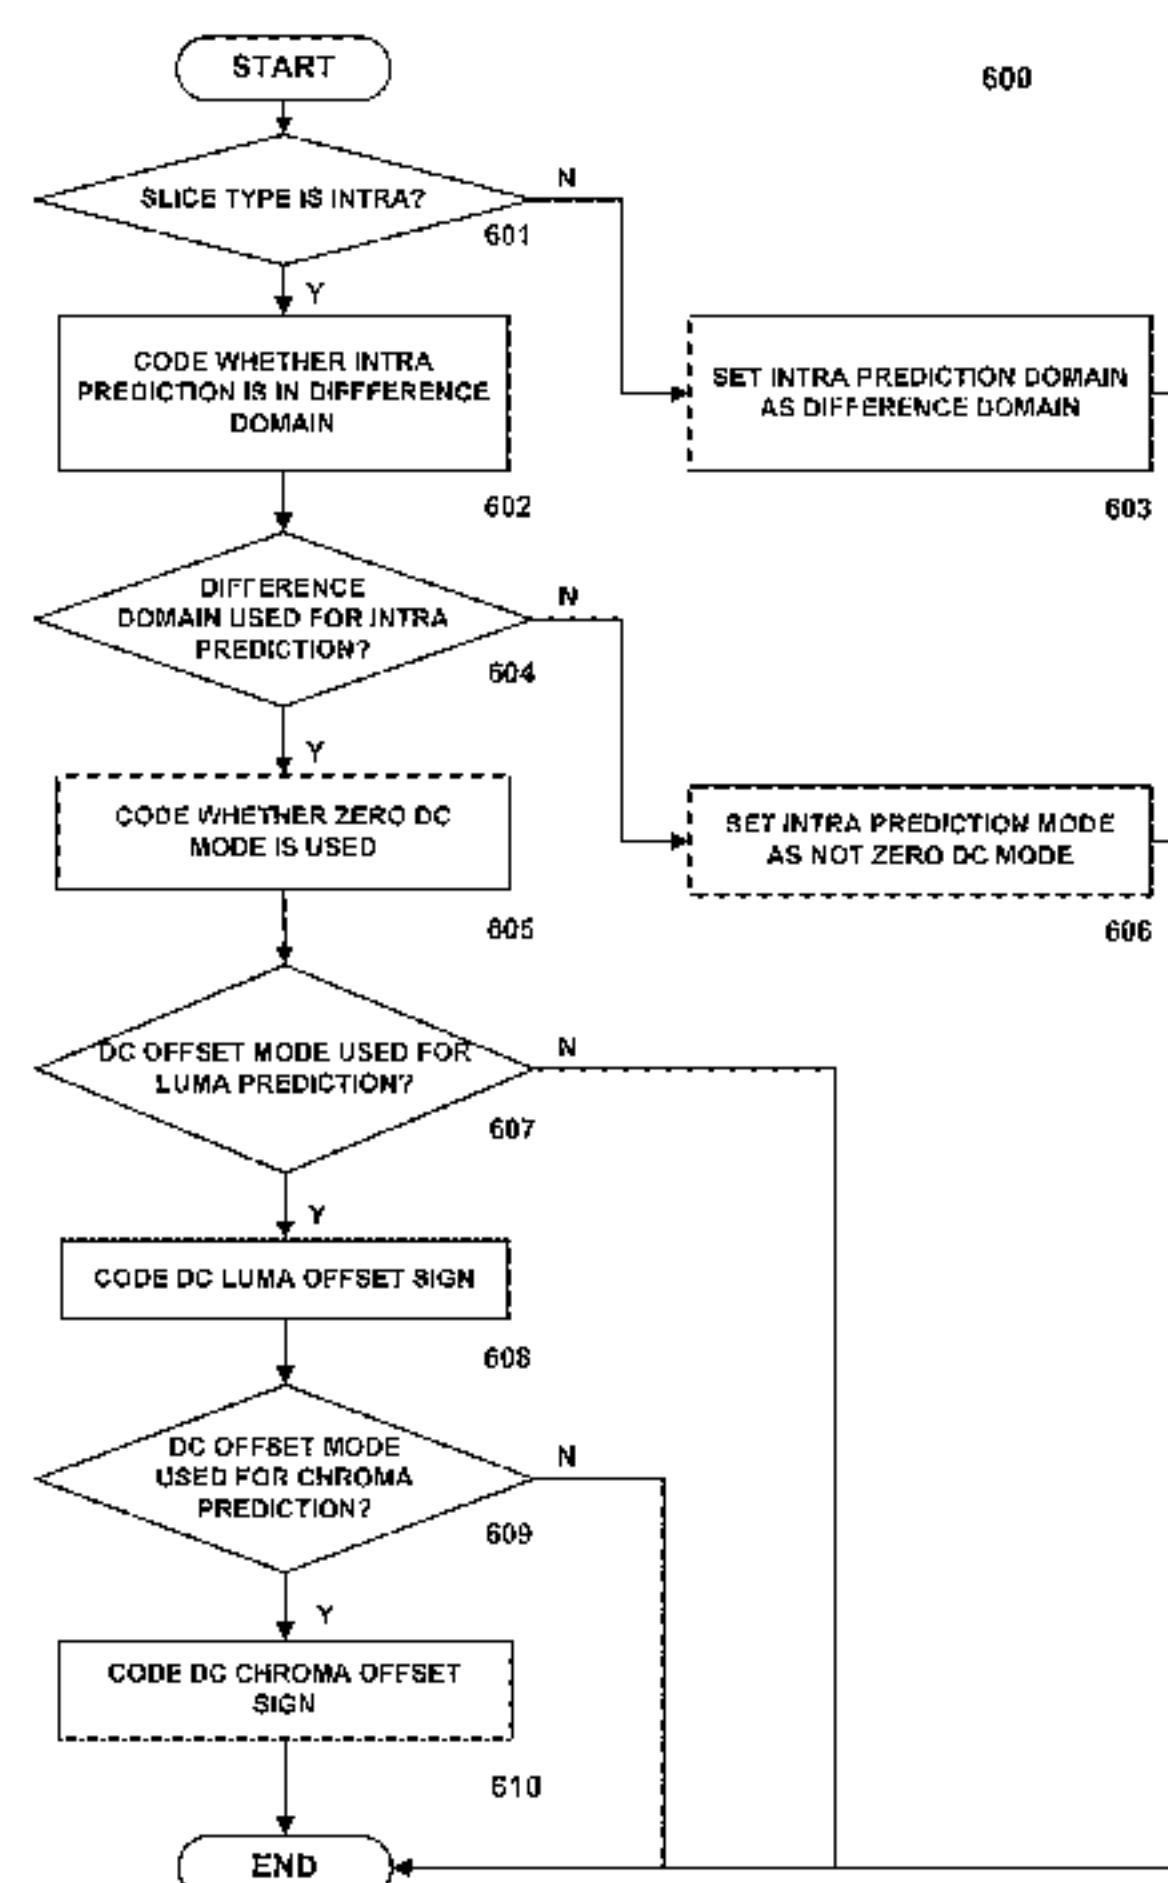 START
600
SLICE TYPE IS INTRA?
N
601
Y
CODE WHETHER INTRA
PREDICTION IS IN DIFFFERENCE
DOMAIN
SET INTRA PREDICTION DOMAIN
AS DIFFERENCE DOMAIN
602
603
DIFFERENCE
DOMAIN USED FOR INTRA
PREDICTION?
N
604
Y
CODE WHETHER ZERO DC
MODE IS USED
SET INTRA PREDICTION MODE
AS NOT ZERO DC MODE
605
606
DC OFFSET MODE USED FOR
LUMA PREDICTION?
N
607
Y
CODE DC LUMA OFFSET SIGN
608
DC OFFSET MODE
USED FOR CHROMA
PREDICTION?
N
609
Y
CODE DC CHROMA OFFSET
SIGN
610
END